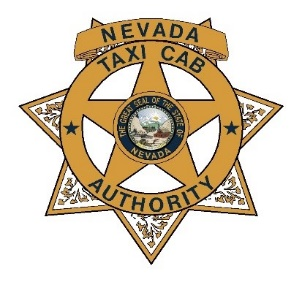 NEVADA
TAXI CAB
THE GREAT SEAL OF THE STATE OF
NEVADA
AUTHORITY